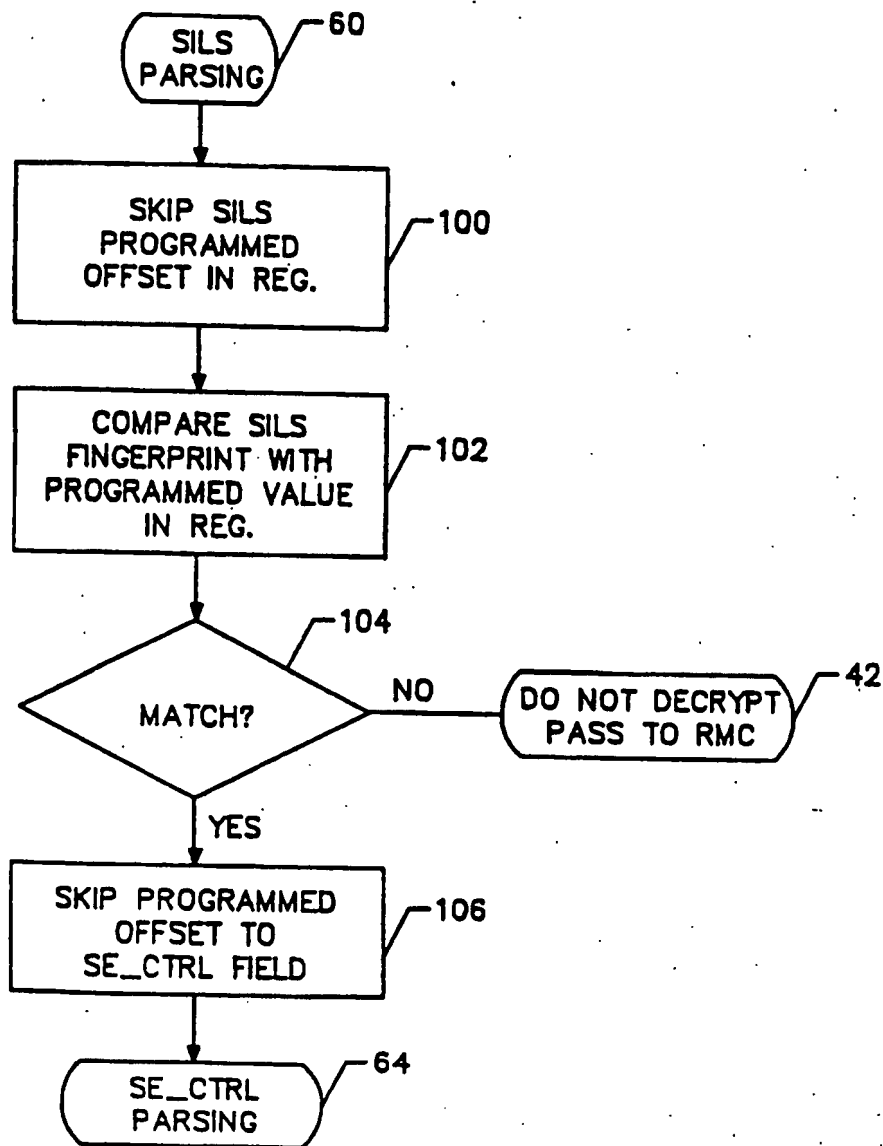 SILS
PARSING
60
SKIP SILS
PROGRAMMED
OFFSET IN REG.
100
COMPARE SILS
FINGERPRINT WITH
PROGRAMMED VALUE
IN REG.
102
104
MATCH?
NO
DO NOT DECRYPT
PASS TO RMC
42
YES
SKIP PROGRAMMED
OFFSET TO
SE_CTRL FIELD
106
SE_CTRL
PARSING
64